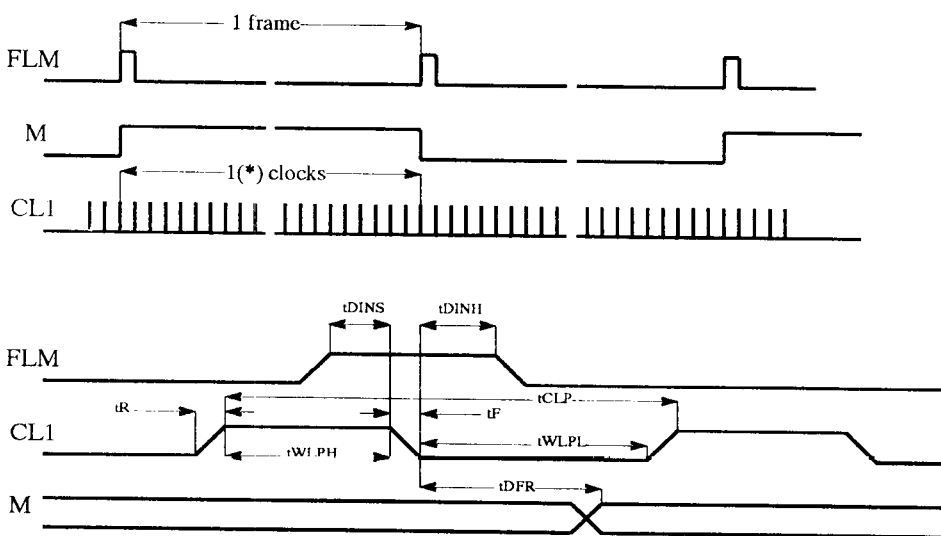 1 frame
FLM
M
1(*) clocks
CL1
tDINS tDINH
FLM
tCLP
tR tF
CL1
tWLPH tWLPL
tDFR
M